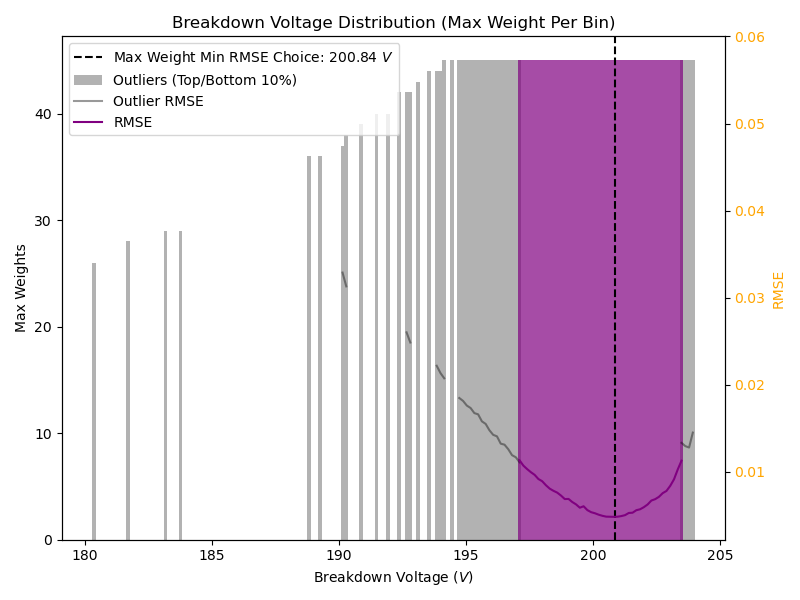 Breakdown Voltage Distribution (Max Weight Per Bin)
Max Weight Min RMSE Choice: 200.84 V
Outliers (Top/Bottom 10%)
Outlier RMSE
RMSE
Max Weights
40
30
20
10
0
180
185
190
195
200
205
Breakdown Voltage (V)
0.06
0.05
0.04
0.03
0.02
0.01
RMSE